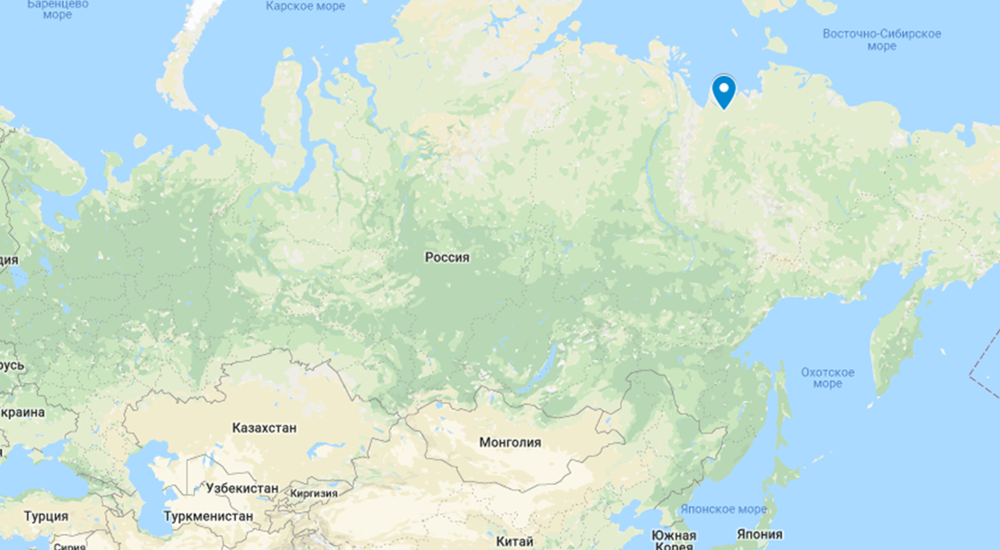 Баренцево
море
Карское море
Восточно-Сибирское
море
Россия
дия
русь
Охотское
море
краина
Казахстан
Монголия
я
Узбекистан
Киргизия
Турция
Туркменистан
Японское море
Южная
Корея
Япония
Китай
Сирия